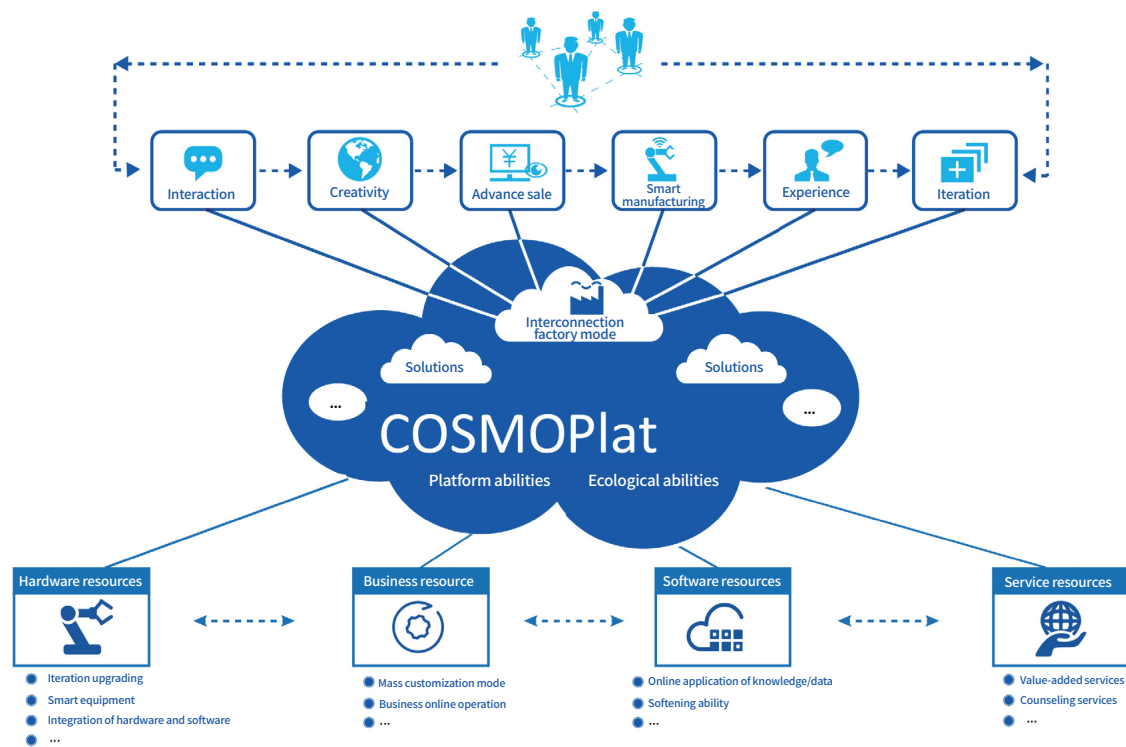 Interaction
Creativity
¥
Advance sale
Smart
manufacturing
Experience
Iteration
Interconnection
factory mode
Solutions
Solutions
...
...
COSMOPlat
Platform abilities
Ecological abilities
Hardware resources
Iteration upgrading
Smart equipment
Integration of hardware and software
...
Business resource
Mass customization mode
Business online operation
...
Software resources
Online application of knowledge/data
Softening ability
...
Service resources
Value-added services
Counseling services
...